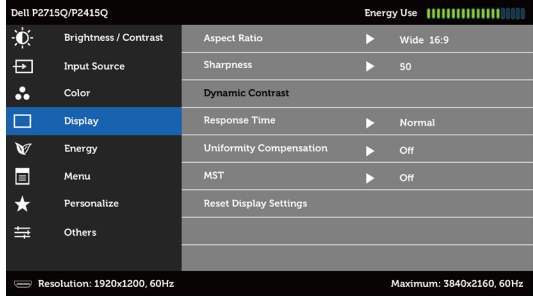 Dell P2715Q/P2415Q Energy Use
Brightness / Contrast Aspect Ratio Wide 16:9
Input Source Sharpness 50
Color Dynamic Contrast
Display Response Time Normal
Energy Uniformity Compensation Off
Menu MST Off
Personalize Reset Display Settings
Others
Resolution: 1920x1200, 60Hz Maximum: 3840x2160, 60Hz